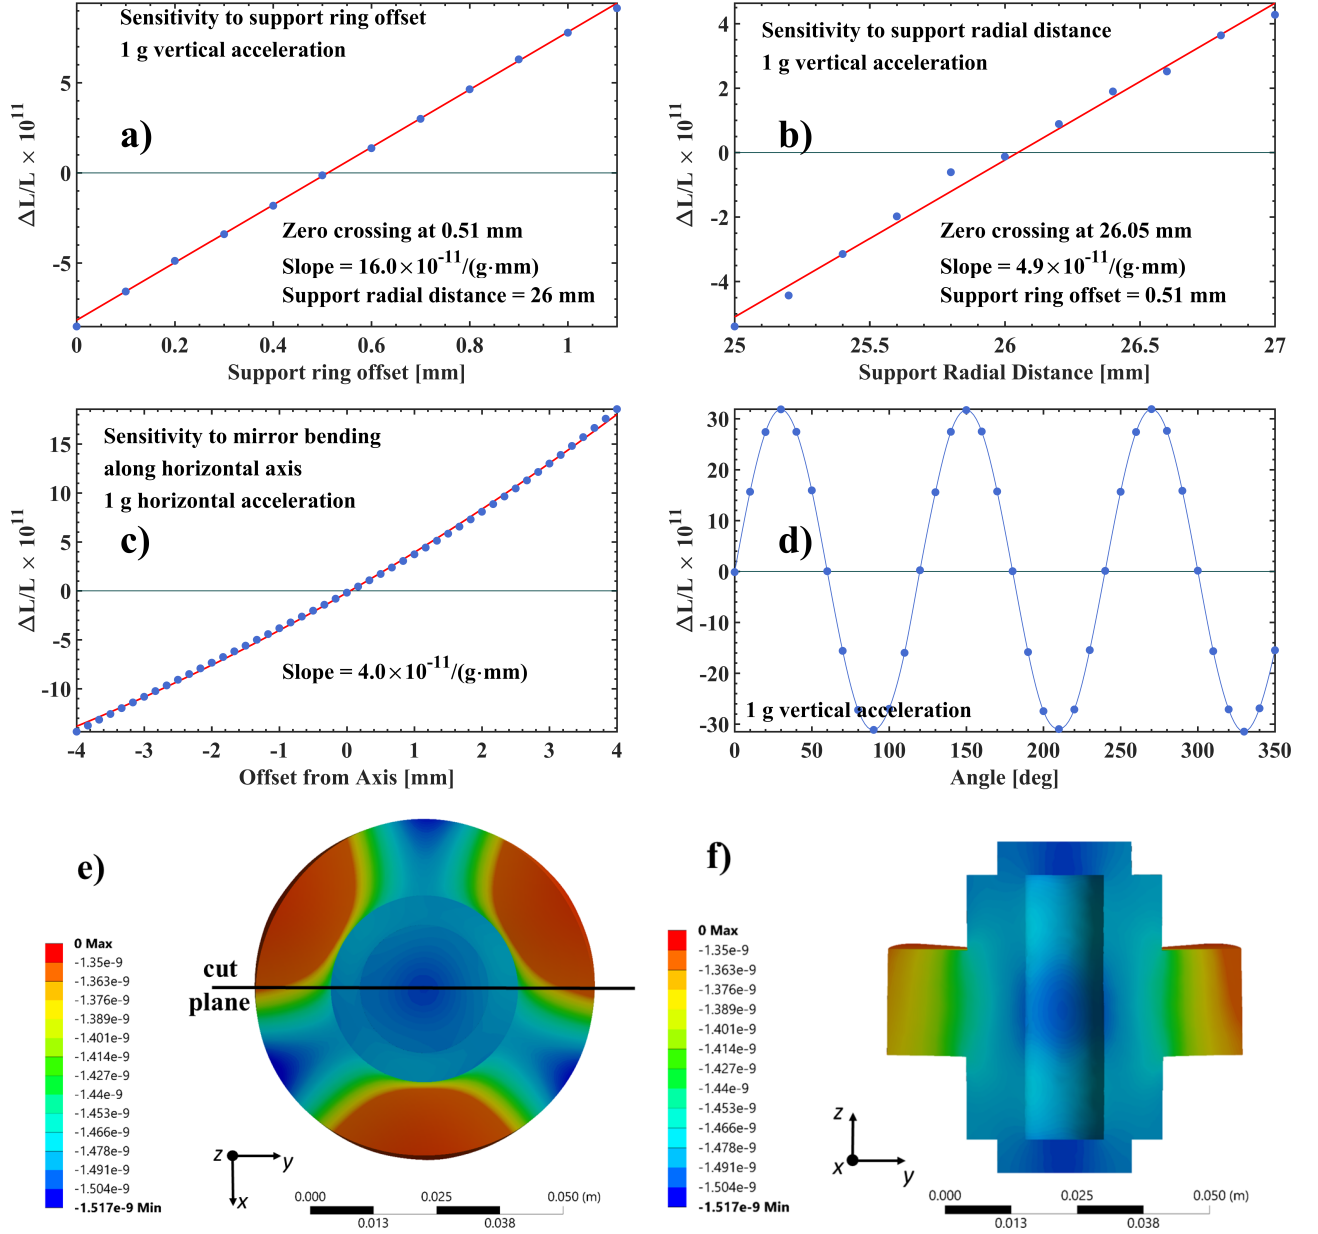 Sensitivity to support ring offset
1 g vertical acceleration
a)
5
0
-5
ΔL/L × 10^11
Zero crossing at 0.51 mm
Slope = 16.0×10^-11/(g·mm)
Support radial distance = 26 mm
0 0.2 0.4 0.6 0.8 1
Support ring offset [mm]
Sensitivity to support radial distance
1 g vertical acceleration
b)
4
2
0
-2
-4
ΔL/L × 10^11
Zero crossing at 26.05 mm
Slope = 4.9×10^-11/(g·mm)
Support ring offset = 0.51 mm
25 25.5 26 26.5 27
Support Radial Distance [mm]
Sensitivity to mirror bending
along horizontal axis
1 g horizontal acceleration
c)
15
10
5
0
-5
-10
ΔL/L × 10^11
Slope = 4.0×10^-11/(g·mm)
-4 -3 -2 -1 0 1 2 3 4
Offset from Axis [mm]
d)
30
20
10
0
-10
-20
-30
ΔL/L × 10^11
1 g vertical acceleration
0 50 100 150 200 250 300 350
Angle [deg]
e)
cut
plane
0 Max
-1.35e-9
-1.363e-9
-1.376e-9
-1.389e-9
-1.401e-9
-1.414e-9
-1.427e-9
-1.44e-9
-1.453e-9
-1.466e-9
-1.478e-9
-1.491e-9
-1.504e-9
-1.517e-9 Min
z y
x
0.000 0.025 0.050 (m)
0.013 0.038
f)
0 Max
-1.35e-9
-1.363e-9
-1.376e-9
-1.389e-9
-1.401e-9
-1.414e-9
-1.427e-9
-1.44e-9
-1.453e-9
-1.466e-9
-1.478e-9
-1.491e-9
-1.504e-9
-1.517e-9 Min
z
x y
0.000 0.025 0.050 (m)
0.013 0.038